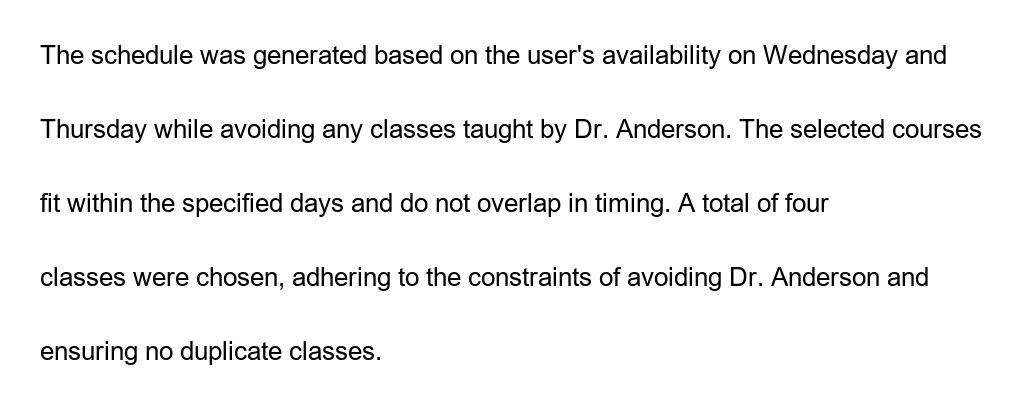 The schedule was generated based on the user's availability on Wednesday and
Thursday while avoiding any classes taught by Dr. Anderson. The selected courses
fit within the specified days and do not overlap in timing. A total of four
classes were chosen, adhering to the constraints of avoiding Dr. Anderson and
ensuring no duplicate classes.